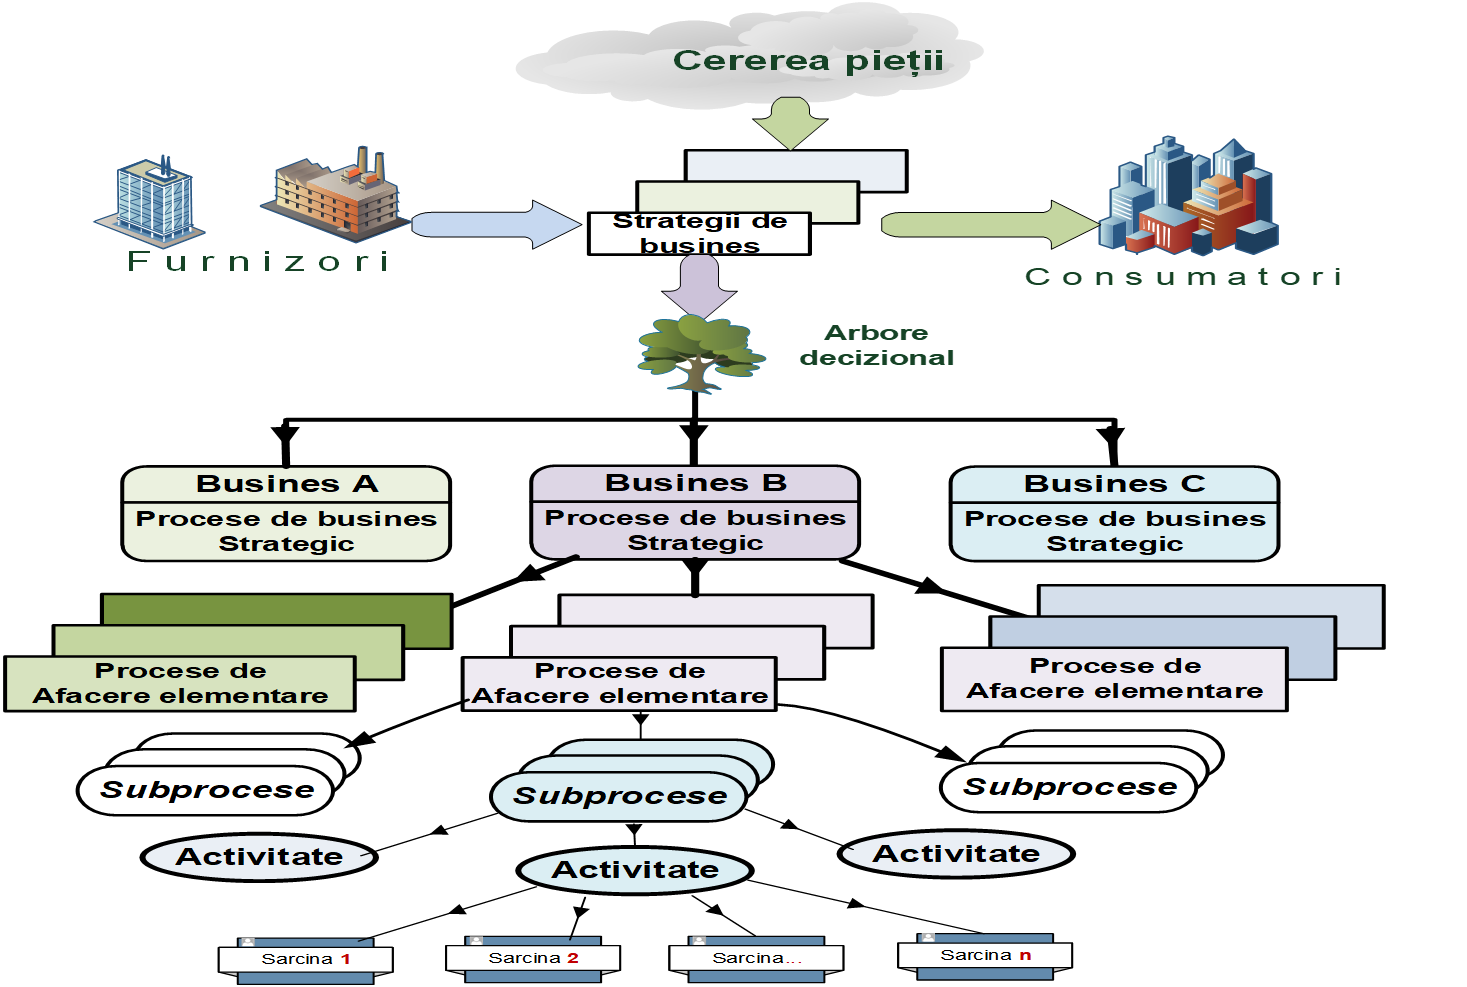 Cererea pieții
Strategii de
busines
Furnizori
Consumatori
Arbore
decizional
Busines A
Procese de busines
Strategic
Busines B
Procese de busines
Strategic
Busines C
Procese de busines
Strategic
Procese de
Afacere elementare
Procese de
Afacere elementare
Procese de
Afacere elementare
Subprocese
Subprocese
Subprocese
Activitate
Activitate
Activitate
Sarcina 1
Sarcina 2
Sarcina...
Sarcina n